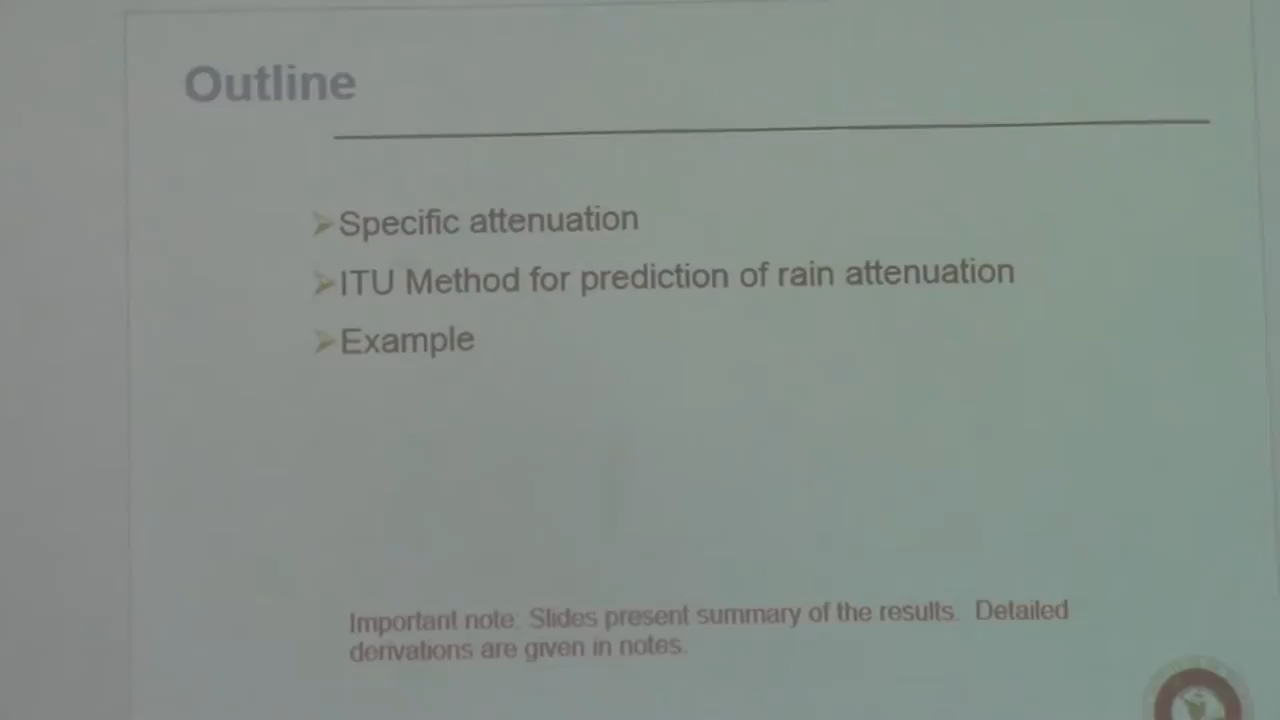 Outline
Specific attenuation
ITU Method for prediction of rain attenuation
Example
Important note: Slides present summary of the results. Detailed
derivations are given in notes.